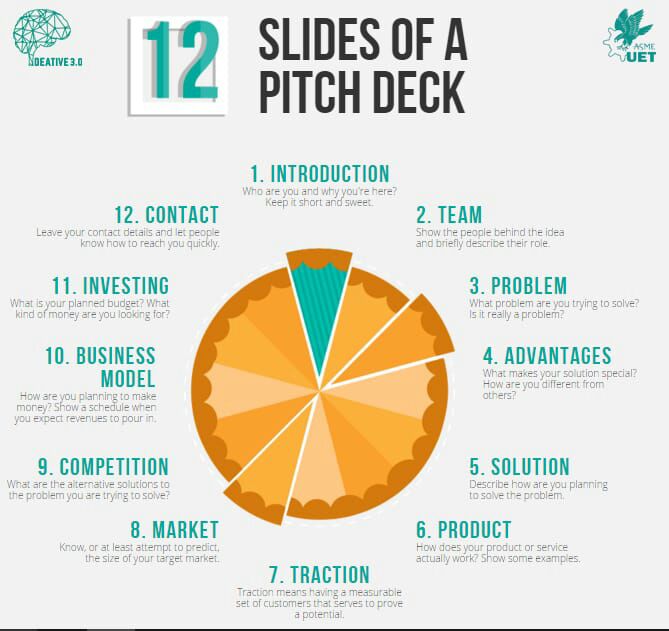 NDEATIVE 3.0
12
SLIDES OF A
PITCH DECK
ASME
UET
1. INTRODUCTION
Who are you and why you're here?
Keep it short and sweet.
2. TEAM
Show the people behind the idea
and briefly describe their role.
3. PROBLEM
What problem are you trying to solve?
Is it really a problem?
4. ADVANTAGES
What makes your solution special?
How are you different from
others?
5. SOLUTION
Describe how are you planning
to solve the problem.
6. PRODUCT
How does your product or service
actually work? Show some examples.
7. TRACTION
Traction means having a measurable
set of customers that serves to prove
a potential.
8. MARKET
Know, or at least attempt to predict,
the size of your target market.
9. COMPETITION
What are the alternative solutions to
the problem you are trying to solve?
10. BUSINESS
MODEL
How are you planning to make
money? Show a schedule when
you expect revenues to pour in.
11. INVESTING
What is your planned budget? What
kind of money are you looking for?
12. CONTACT
Leave your contact details and let people
know how to reach you quickly.